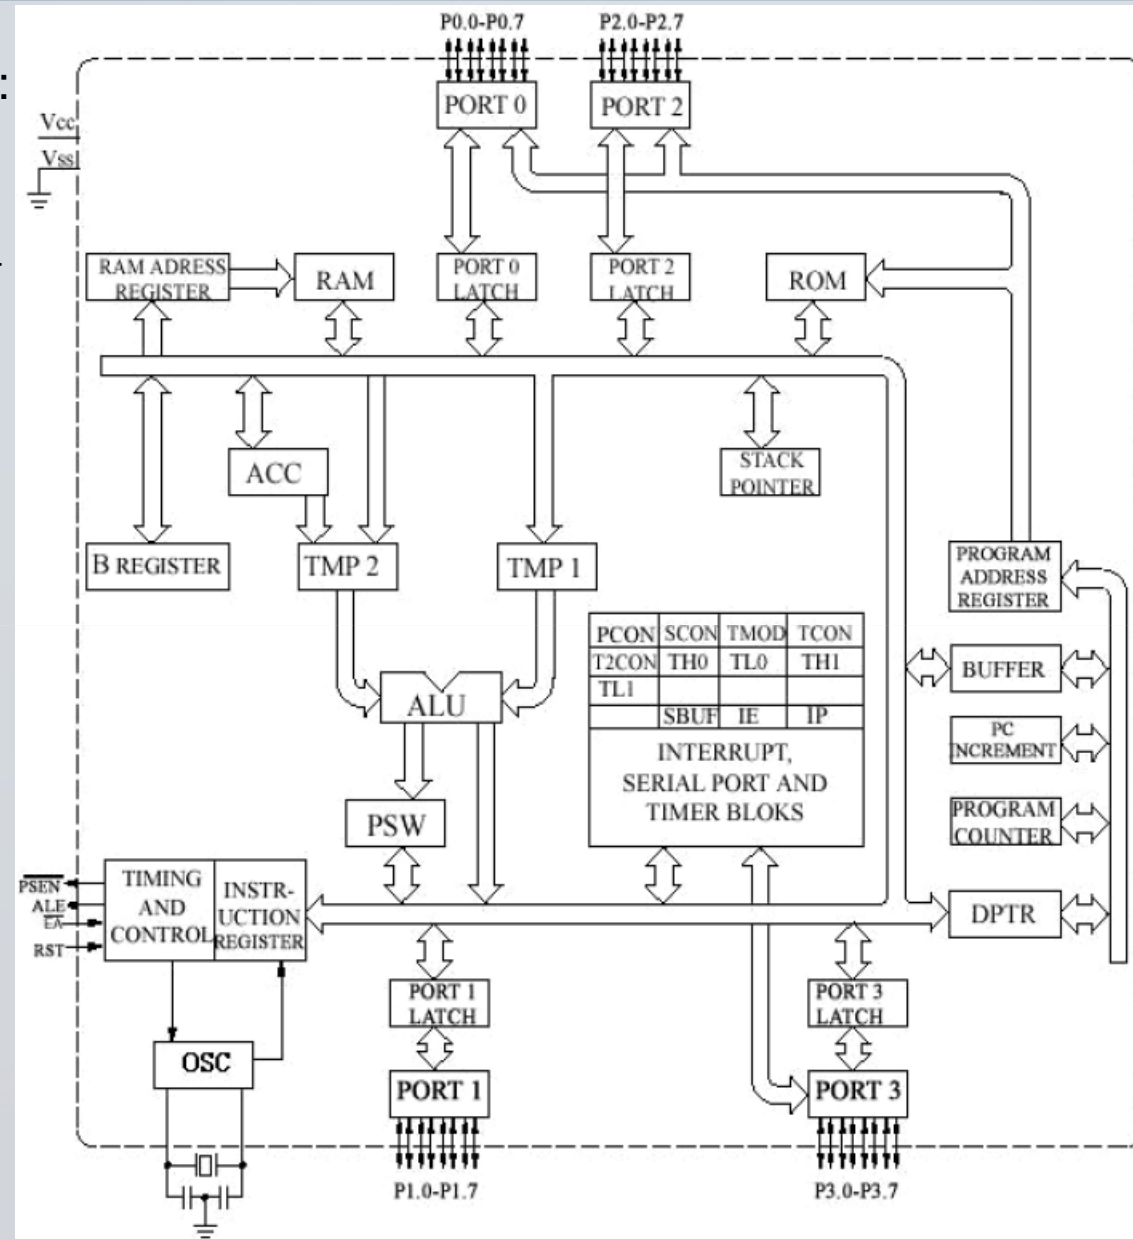 :
P0.0-P0.7
P2.0-P2.7
PORT 0
PORT 2
Vcc
Vss
RAM ADRESS
REGISTER
RAM
PORT 0
LATCH
PORT 2
LATCH
ROM
ACC
STACK
POINTER
B REGISTER
TMP 2
TMP 1
PROGRAM
ADDRESS
REGISTER
PCON SCON TMOD TCON
T2CON TH0 TL0 TH1
TL1
SBUF IE IP
INTERRUPT,
SERIAL PORT AND
TIMER BLOKS
BUFFER
ALU
PC
INCREMENT
PSW
PROGRAM
COUNTER
PSEN
ALE
EA
RST
TIMING
AND
CONTROL
INSTR-
UCTION
REGISTER
DPTR
PORT 1
LATCH
PORT 3
LATCH
OSC
PORT 1
PORT 3
P1.0-P1.7
P3.0-P3.7